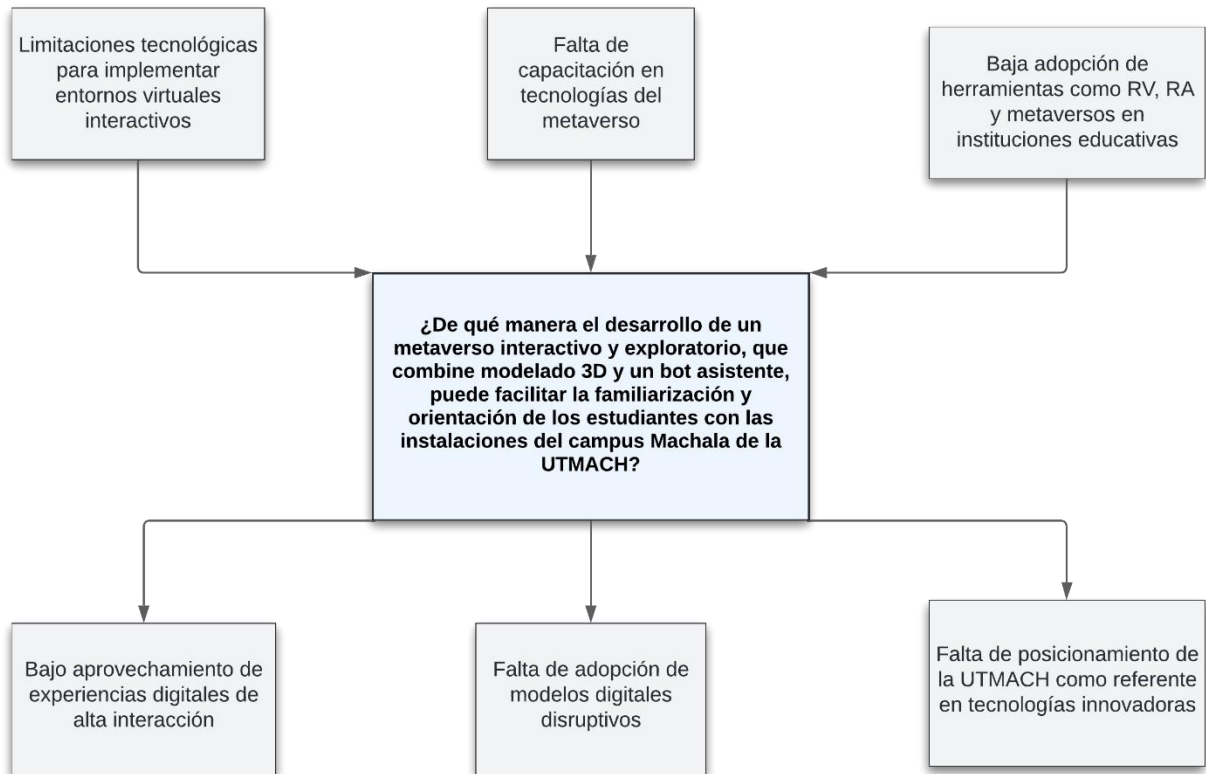 Limitaciones tecnológicas
para implementar
entornos virtuales
interactivos
Falta de
capacitación en
tecnologías del
metaverso
Baja adopción de
herramientas como RV, RA
y metaversos en
instituciones educativas
¿De qué manera el desarrollo de un
metaverso interactivo y exploratorio, que
combine modelado 3D y un bot asistente,
puede facilitar la familiarización y
orientación de los estudiantes con las
instalaciones del campus Machala de la
UTMACH?
Bajo aprovechamiento de
experiencias digitales de
alta interacción
Falta de adopción de
modelos digitales
disruptivos
Falta de posicionamiento de
la UTMACH como referente
en tecnologías innovadoras